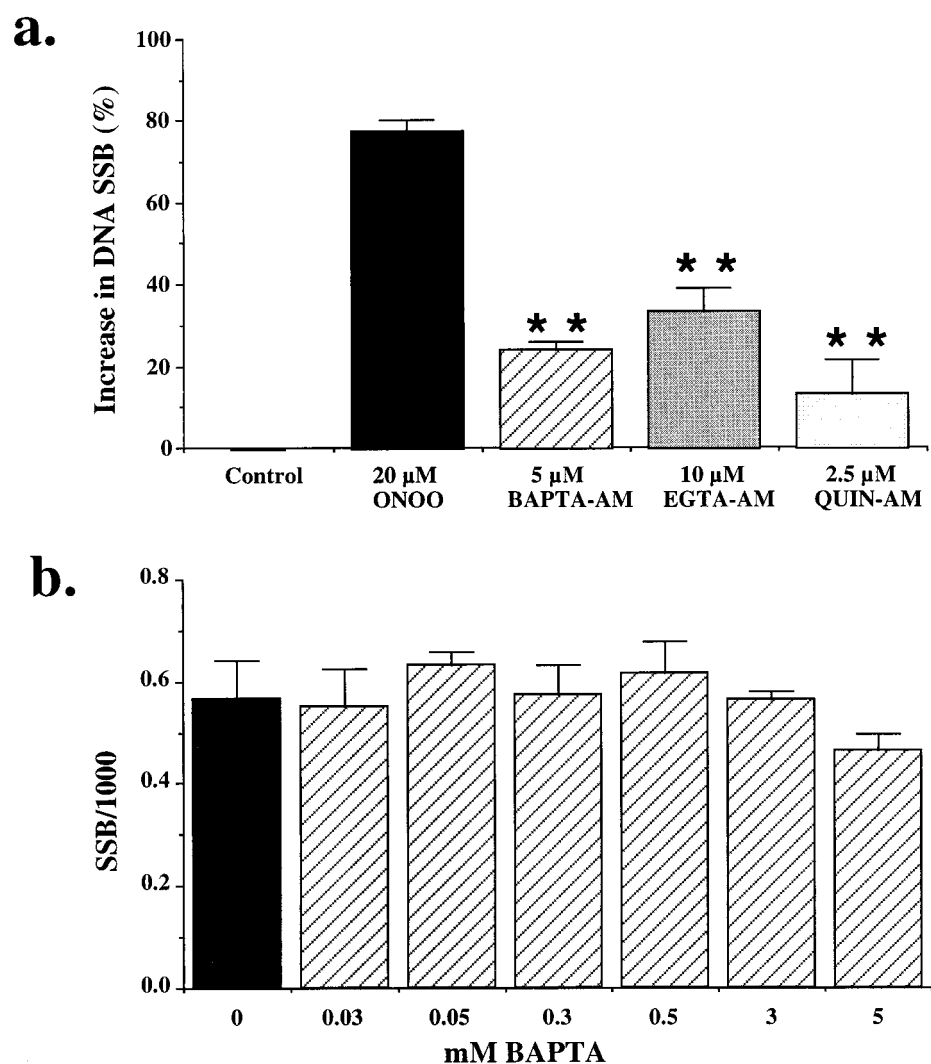 a.
Increase in DNA SSB (%)
100
80
60
40
20
0
* *
* *
* *
Control
20 µM
ONOO
5 µM
BAPTA-AM
10 µM
EGTA-AM
2.5 µM
QUIN-AM
b.
SSB/1000
0.8
0.6
0.4
0.2
0.0
0 0.03 0.05 0.3 0.5 3 5
mM BAPTA